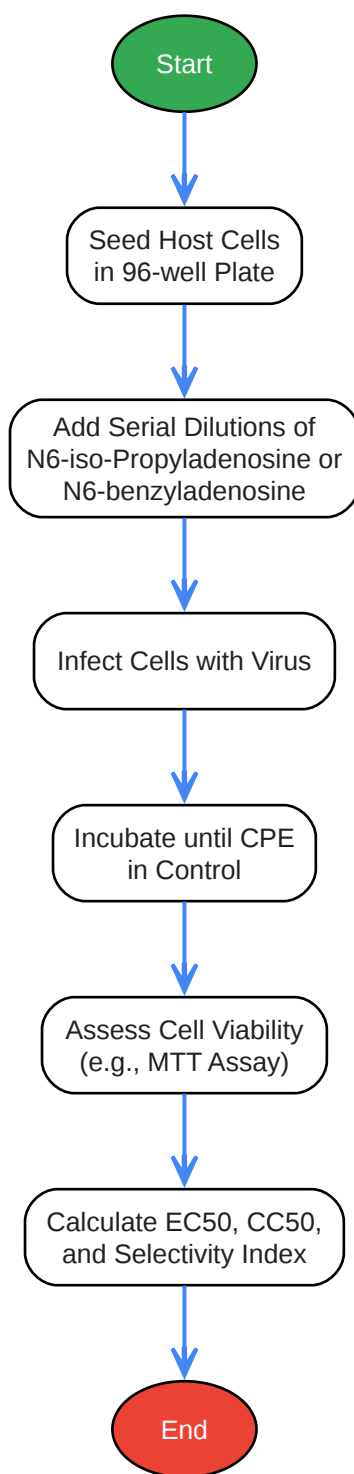 Start
Seed Host Cells
in 96-well Plate
Add Serial Dilutions of
N6-iso-Propyladenosine or
N6-benzyladenosine
Infect Cells with Virus
Incubate until CPE
in Control
Assess Cell Viability
(e.g., MTT Assay)
Calculate EC50, CC50,
and Selectivity Index
End